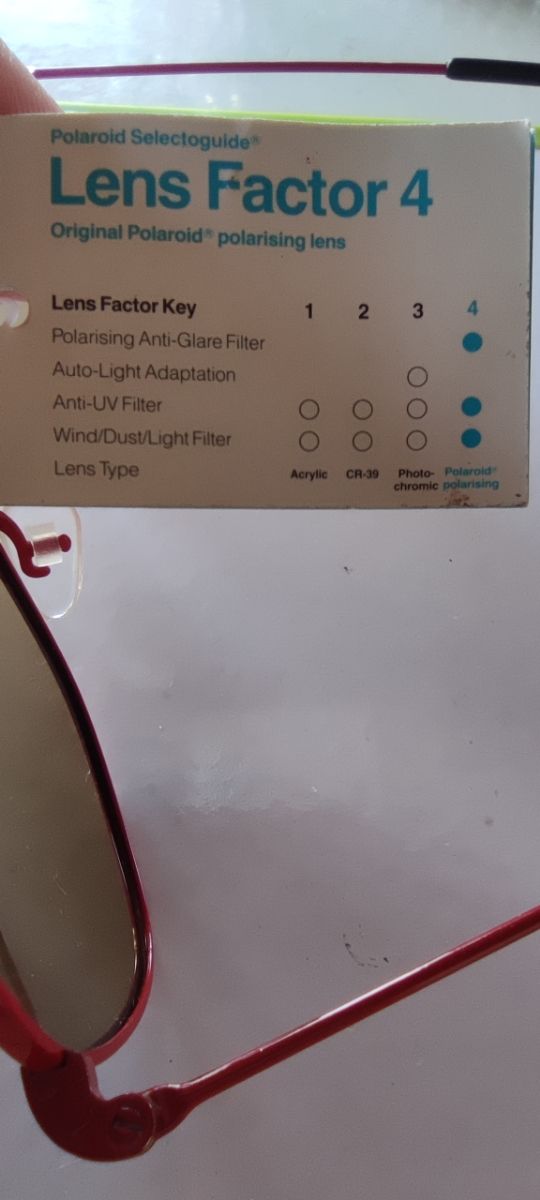 Polaroid Selectoguide®
Lens Factor 4
Original Polaroid® polarising lens
Lens Factor Key 1 2 3 4
Polarising Anti-Glare Filter
Auto-Light Adaptation
Anti-UV Filter
Wind/Dust/Light Filter
Lens Type Acrylic CR-39 Photo- Polaroid®
chromic polarising